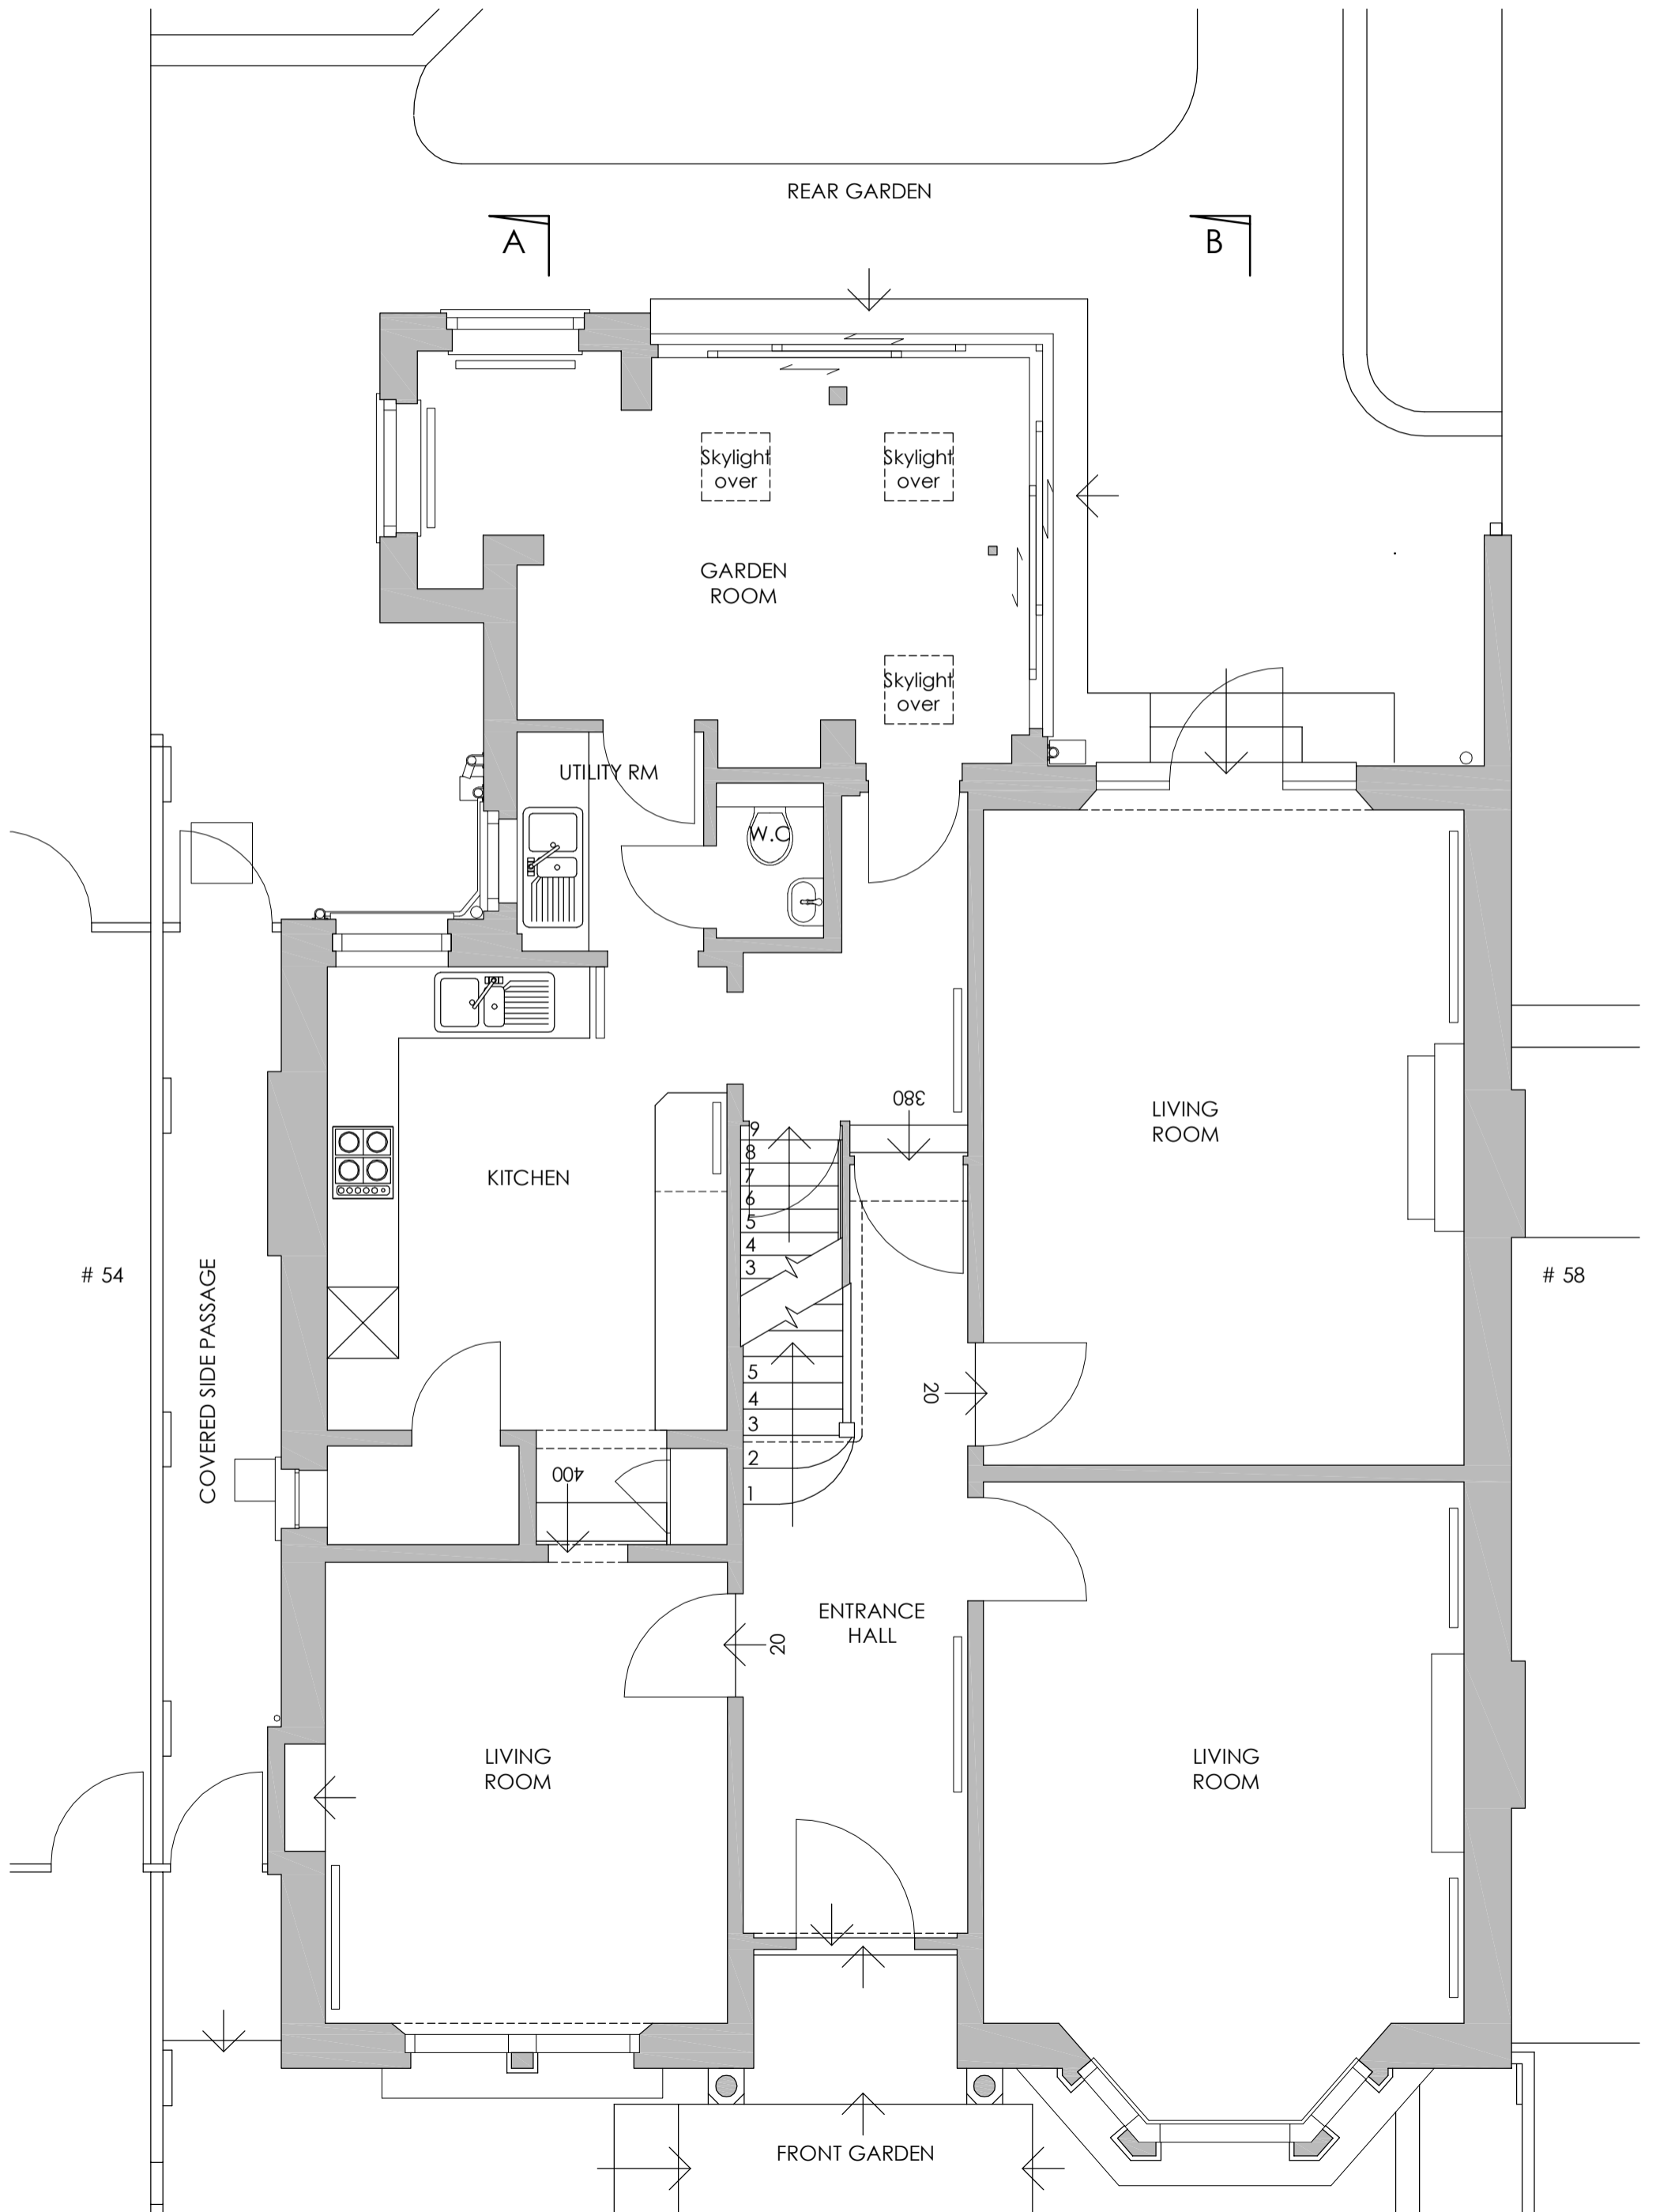 REAR GARDEN
A
B
Skylight
over
Skylight
over
GARDEN
ROOM
Skylight
over
UTILITY RM
W.C
380
LIVING
ROOM
9
8
7
6
5
4
3
KITCHEN
# 54
COVERED SIDE PASSAGE
# 58
5
4
3
2
1
20
400
ENTRANCE
HALL
20
LIVING
ROOM
LIVING
ROOM
FRONT GARDEN